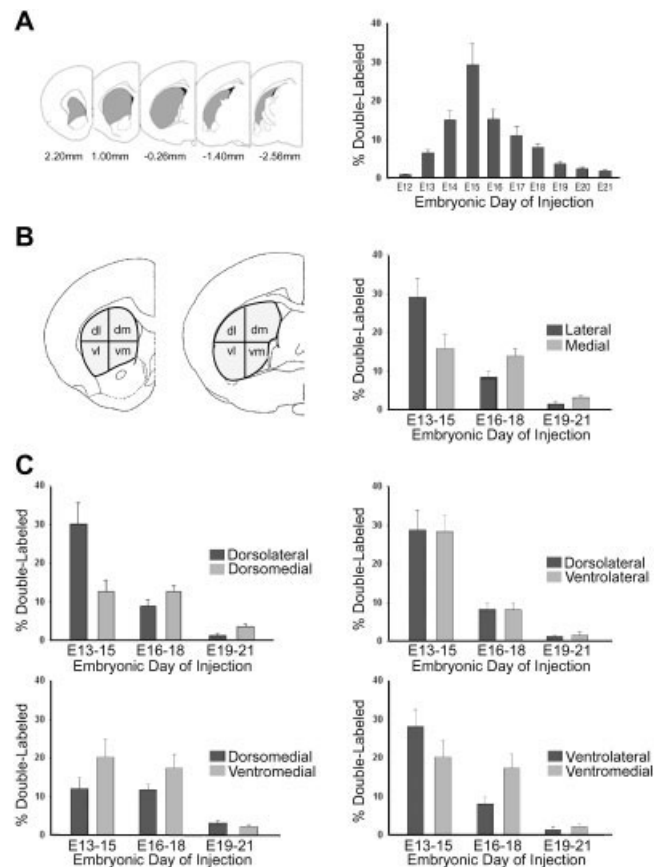 A
2.20mm 1.00mm -0.26mm -1.40mm -2.56mm
% Double-Labeled
40
30
20
10
0
E12 E13 E14 E15 E16 E17 E18 E19 E20 E21
Embryonic Day of Injection
B
dl dm
vl vm
dl dm
vl vm
% Double-Labeled
40
30
20
10
0
Lateral
Medial
E13-15 E16-18 E19-21
Embryonic Day of Injection
C
% Double-Labeled
40
30
20
10
0
Dorsolateral
Dorsomedial
E13-15 E16-18 E19-21
Embryonic Day of Injection
% Double-Labeled
40
30
20
10
0
Dorsolateral
Ventrolateral
E13-15 E16-18 E19-21
Embryonic Day of Injection
% Double-Labeled
40
30
20
10
0
Dorsomedial
Ventromedial
E13-15 E16-18 E19-21
Embryonic Day of Injection
% Double-Labeled
40
30
20
10
0
Ventrolateral
Ventromedial
E13-15 E16-18 E19-21
Embryonic Day of Injection